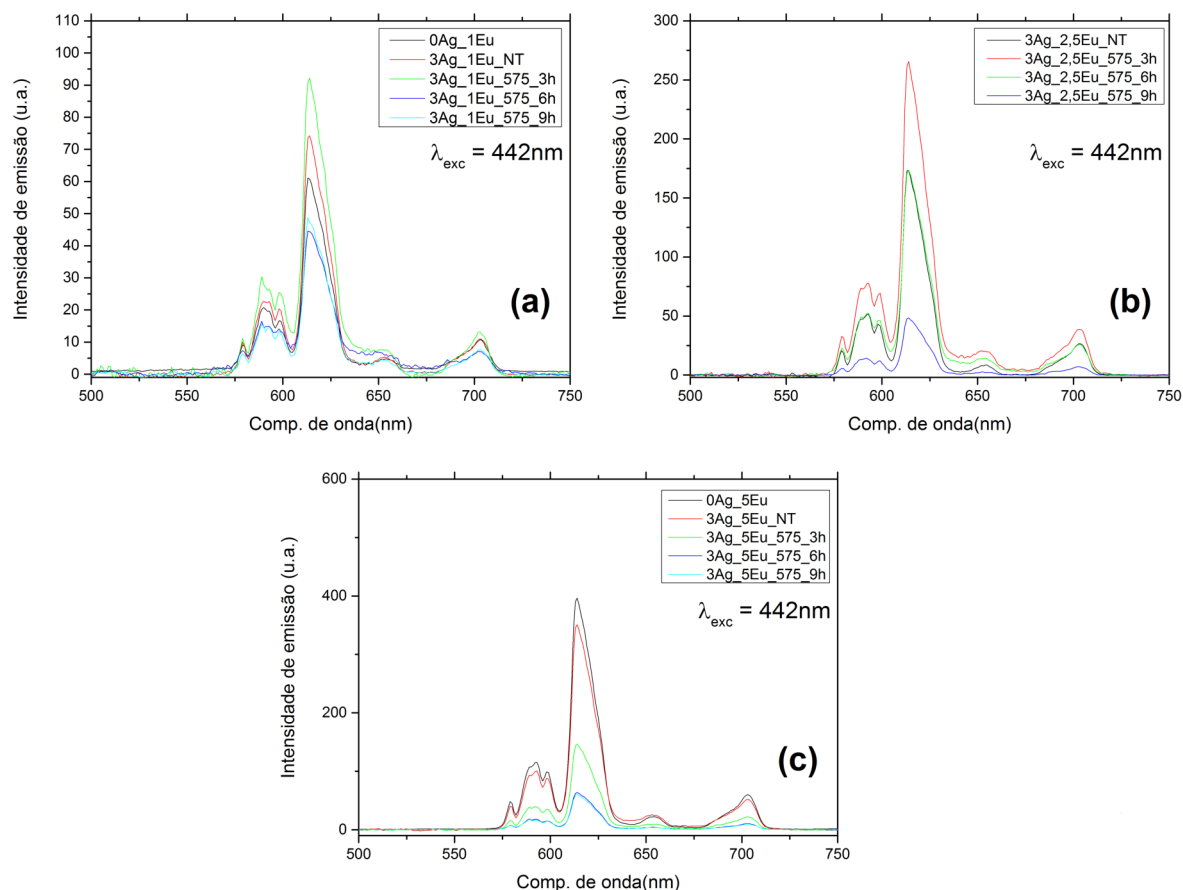 0Ag_1Eu
3Ag_1Eu_NT
3Ag_1Eu_575_3h
3Ag_1Eu_575_6h
3Ag_1Eu_575_9h
λexc = 442nm
(a)
110
100
90
80
70
60
50
40
30
20
10
0
Intensidade de emissão (u.a.)
500
550
600
650
700
750
Comp. de onda(nm)
3Ag_2,5Eu_NT
3Ag_2,5Eu_575_3h
3Ag_2,5Eu_575_6h
3Ag_2,5Eu_575_9h
λexc = 442nm
(b)
300
250
200
150
100
50
0
Intensidade de emissão (u.a.)
500
550
600
650
700
750
Comp. de onda(nm)
0Ag_5Eu
3Ag_5Eu_NT
3Ag_5Eu_575_3h
3Ag_5Eu_575_6h
3Ag_5Eu_575_9h
λexc = 442nm
(c)
600
400
200
0
Intensidade de emissão (u.a.)
500
550
600
650
700
750
Comp. de onda(nm)